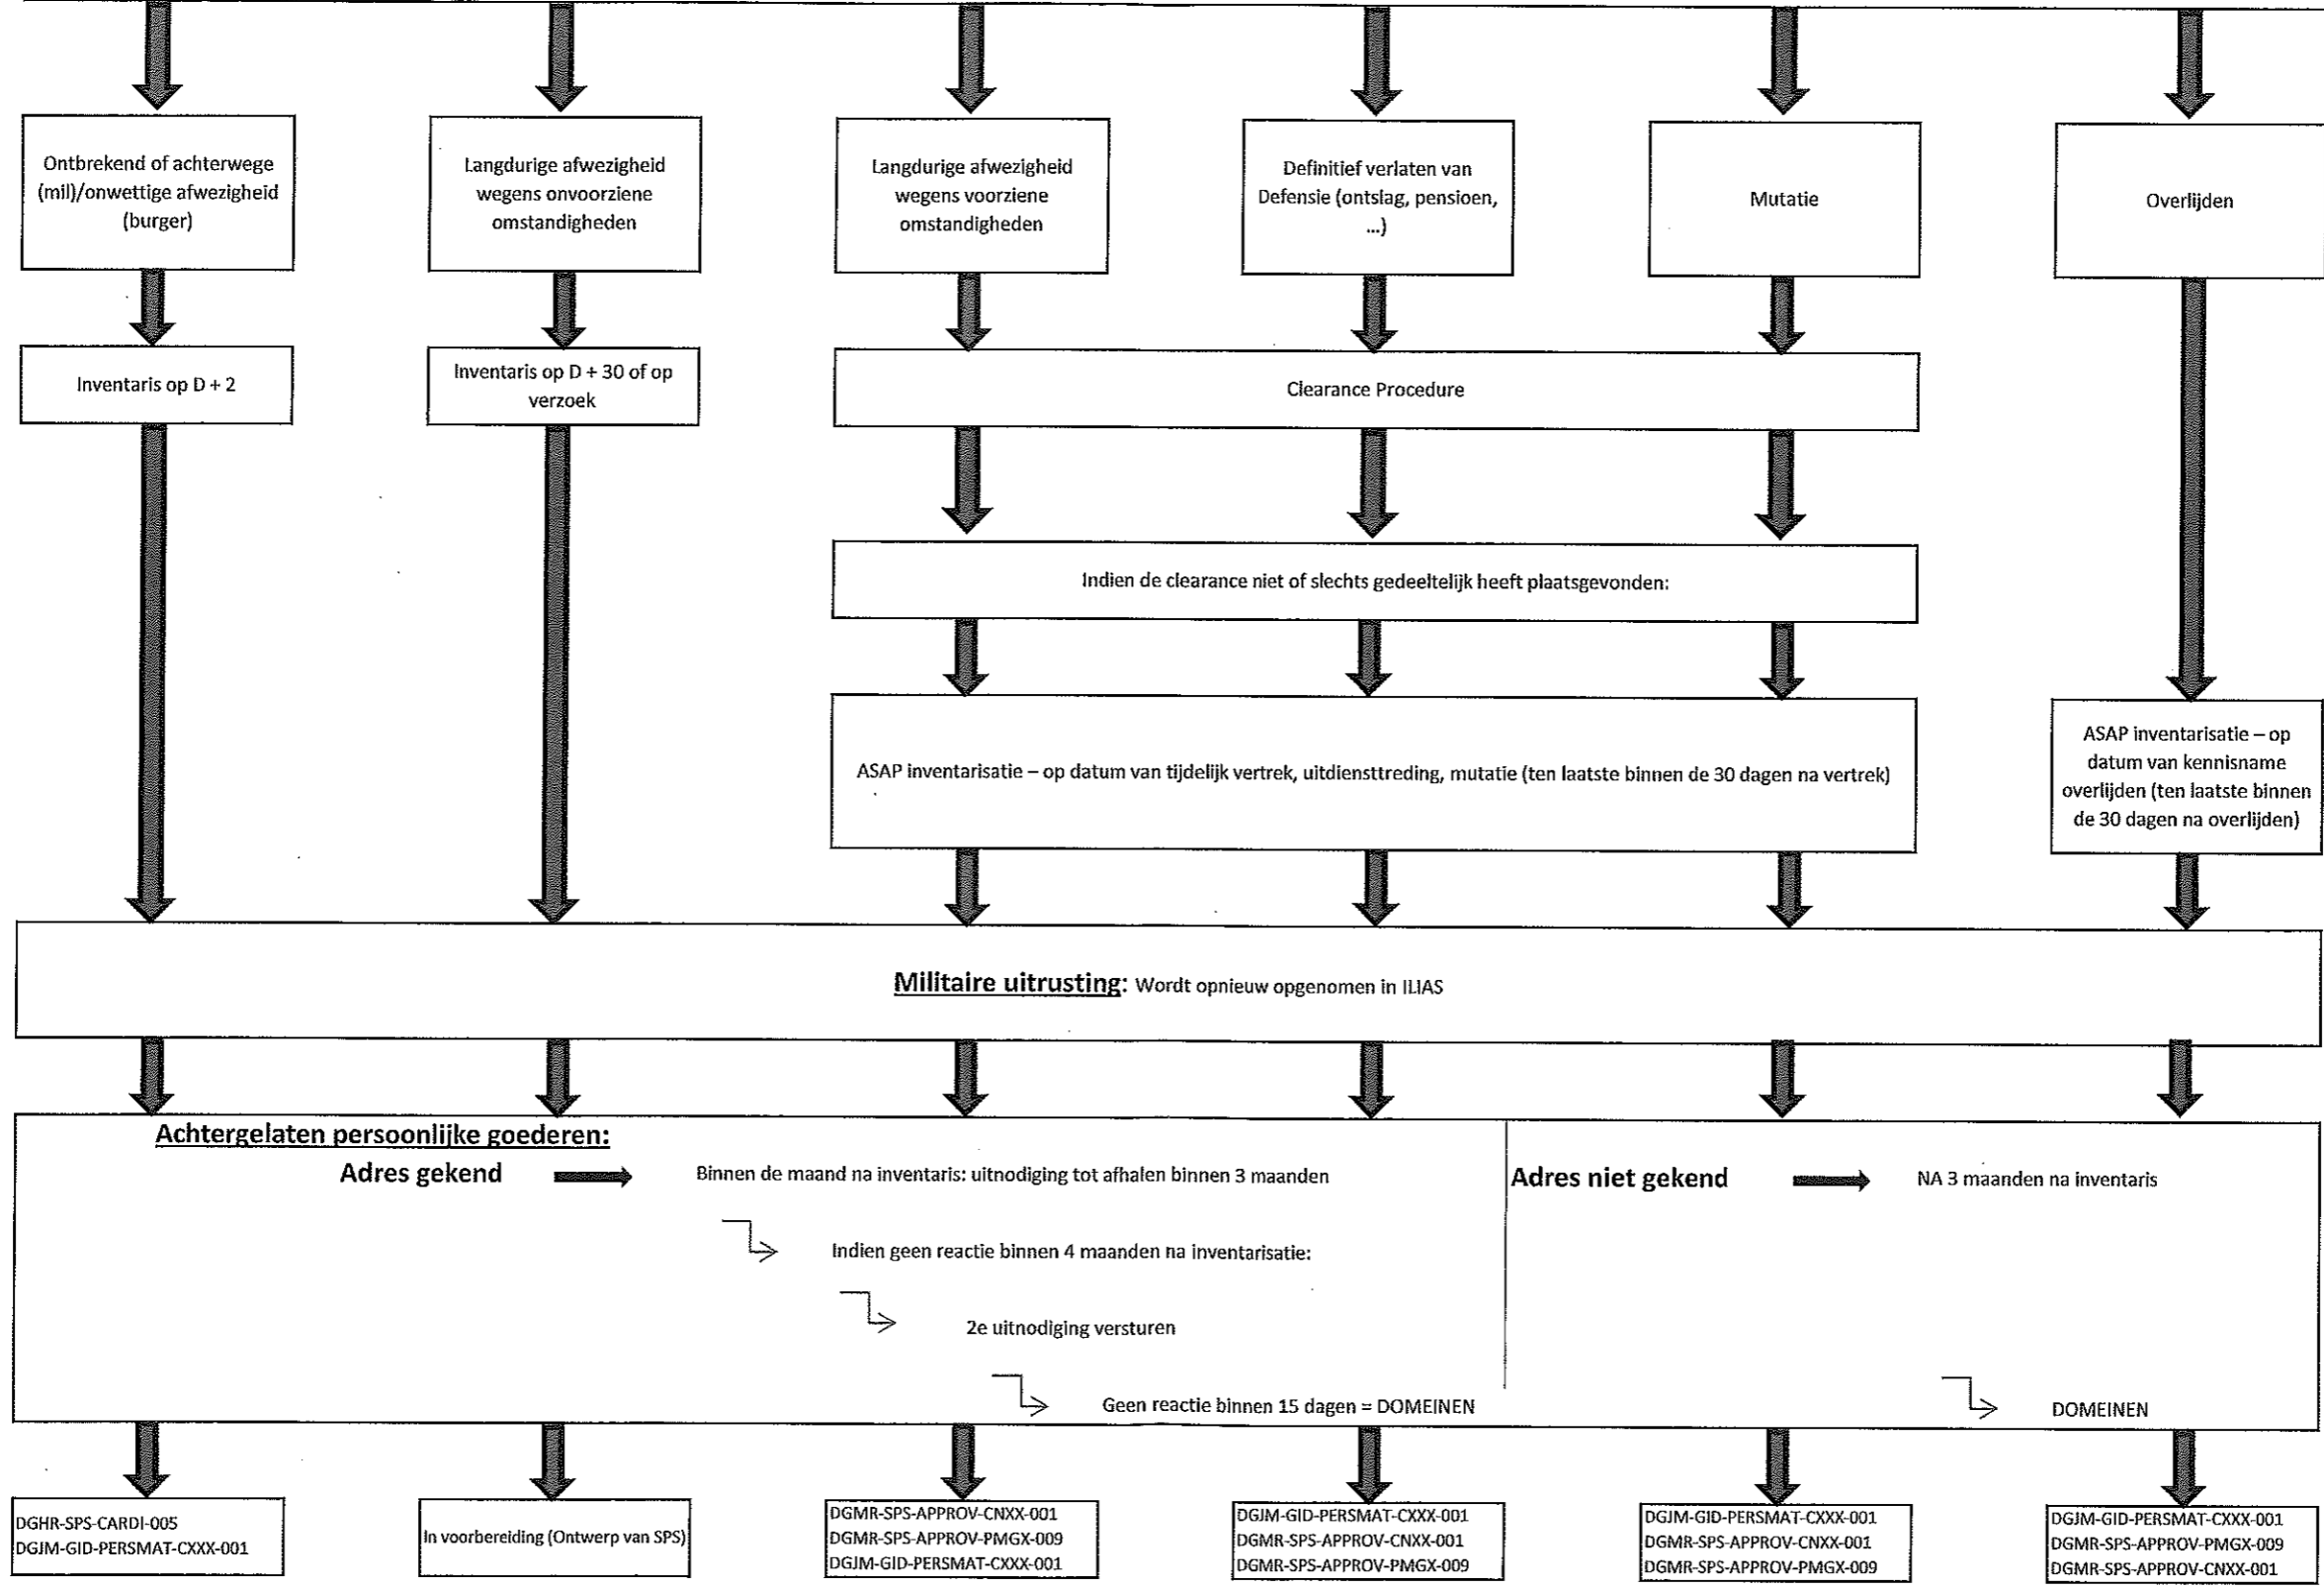 Ontbrekend of achterwege
(mil)/onwettige afwezigheid
(burger)
Langdurige afwezigheid
wegens onvoorziene
omstandigheden
Langdurige afwezigheid
wegens voorziene
omstandigheden
Definitief verlaten van
Defensie (ontslag, pensioen,
...)
Mutatie
Overlijden
Inventaris op D + 2
Inventaris op D + 30 of op
verzoek
Clearance Procedure
Indien de clearance niet of slechts gedeeltelijk heeft plaatsgevonden:
ASAP inventarisatie – op datum van tijdelijk vertrek, uitdiensttreding, mutatie (ten laatste binnen de 30 dagen na vertrek)
ASAP inventarisatie – op
datum van kennisname
overlijden (ten laatste binnen
de 30 dagen na overlijden)
Militaire uitrusting: Wordt opnieuw opgenomen in ILIAS
Achtergelaten persoonlijke goederen:
Adres gekend
Binnen de maand na inventaris: uitnodiging tot afhalen binnen 3 maanden
Indien geen reactie binnen 4 maanden na inventarisatie:
2e uitnodiging versturen
Geen reactie binnen 15 dagen = DOMEINEN
Adres niet gekend
NA 3 maanden na inventaris
DOMEINEN
DGHR-SPS-CARDI-005
DGJM-GID-PERSMAT-CXXX-001
In voorbereiding (Ontwerp van SPS)
DGMR-SPS-APPROV-CNXX-001
DGMR-SPS-APPROV-PMGX-009
DGJM-GID-PERSMAT-CXXX-001
DGJM-GID-PERSMAT-CXXX-001
DGMR-SPS-APPROV-CNXX-001
DGMR-SPS-APPROV-PMGX-009
DGJM-GID-PERSMAT-CXXX-001
DGMR-SPS-APPROV-CNXX-001
DGMR-SPS-APPROV-PMGX-009
DGJM-GID-PERSMAT-CXXX-001
DGMR-SPS-APPROV-PMGX-009
DGMR-SPS-APPROV-CNXX-001